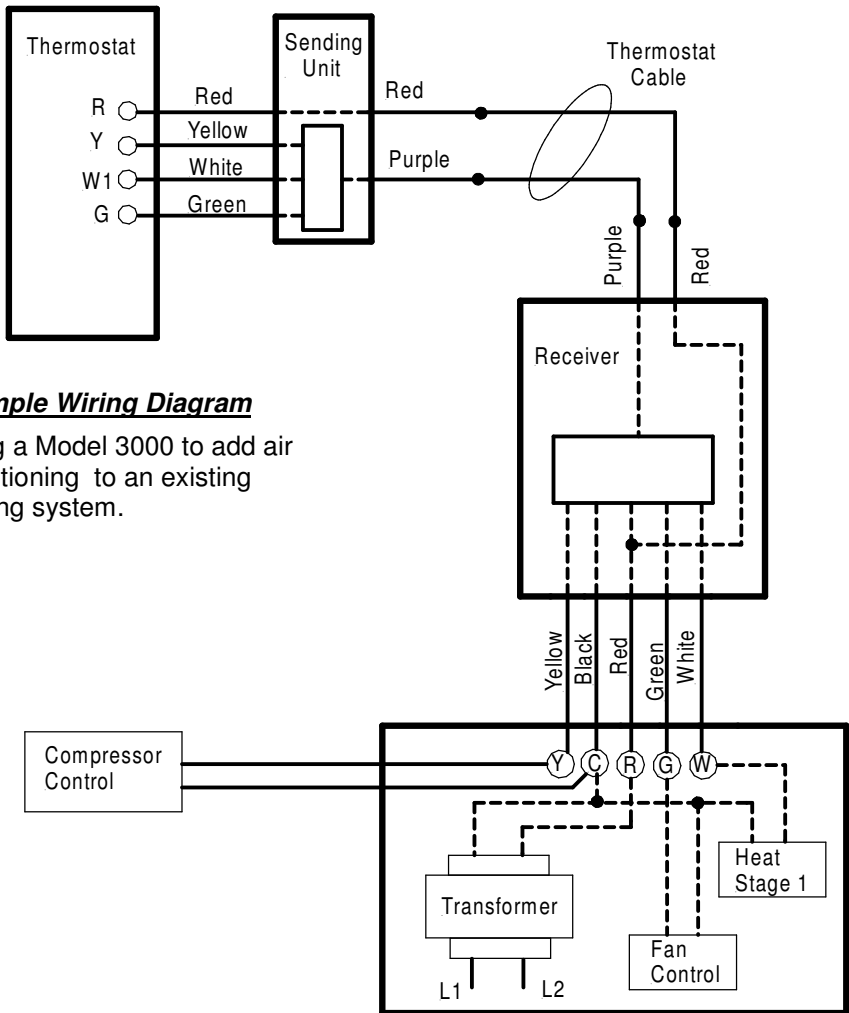 Thermostat
Sending
Unit
Thermostat
Cable
R
Red
Red
Y
Yellow
W1
White
Purple
G
Green
Purple
Red
Receiver
mple Wiring Diagram
g a Model 3000 to add air
tioning to an existing
ng system.
Yellow
Black
Red
Green
White
Compressor
Control
Y
C
R
G
W
Heat
Stage 1
Transformer
Fan
Control
L1
L2